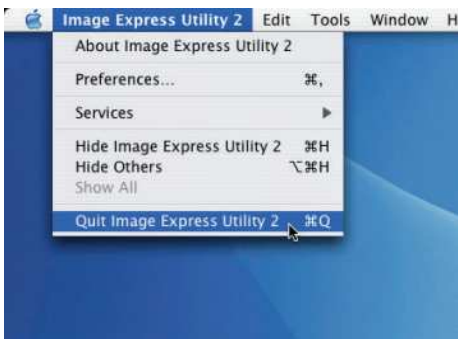 Image Express Utility 2 Edit Tools Window H
About Image Express Utility 2
Preferences... ⌘,
Services ▶
Hide Image Express Utility 2 ⌘H
Hide Others ⌥⌘H
Show All
Quit Image Express Utility 2 ⌘Q